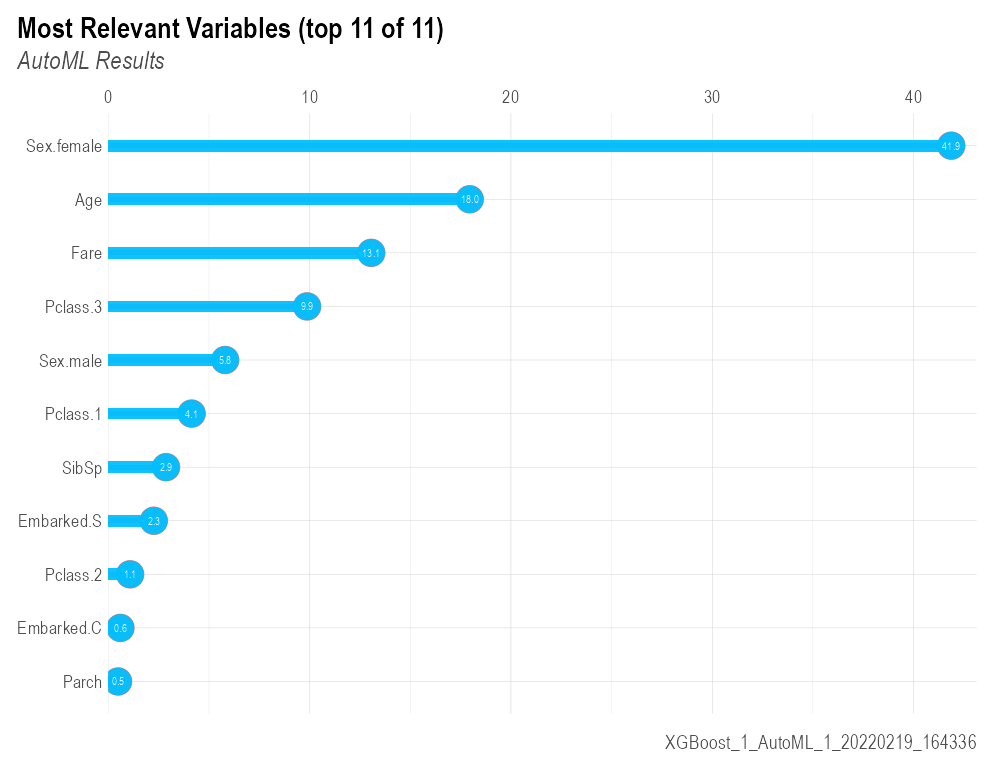 Most Relevant Variables (top 11 of 11)
AutoML Results
0 10 20 30 40
Sex.female 41.9
Age 18.0
Fare 13.1
Pclass.3 9.9
Sex.male 5.8
Pclass.1 4.1
SibSp 2.9
Embarked.S 2.3
Pclass.2 1.1
Embarked.C 0.6
Parch 0.5
XGBoost_1_AutoML_1_20220219_164336